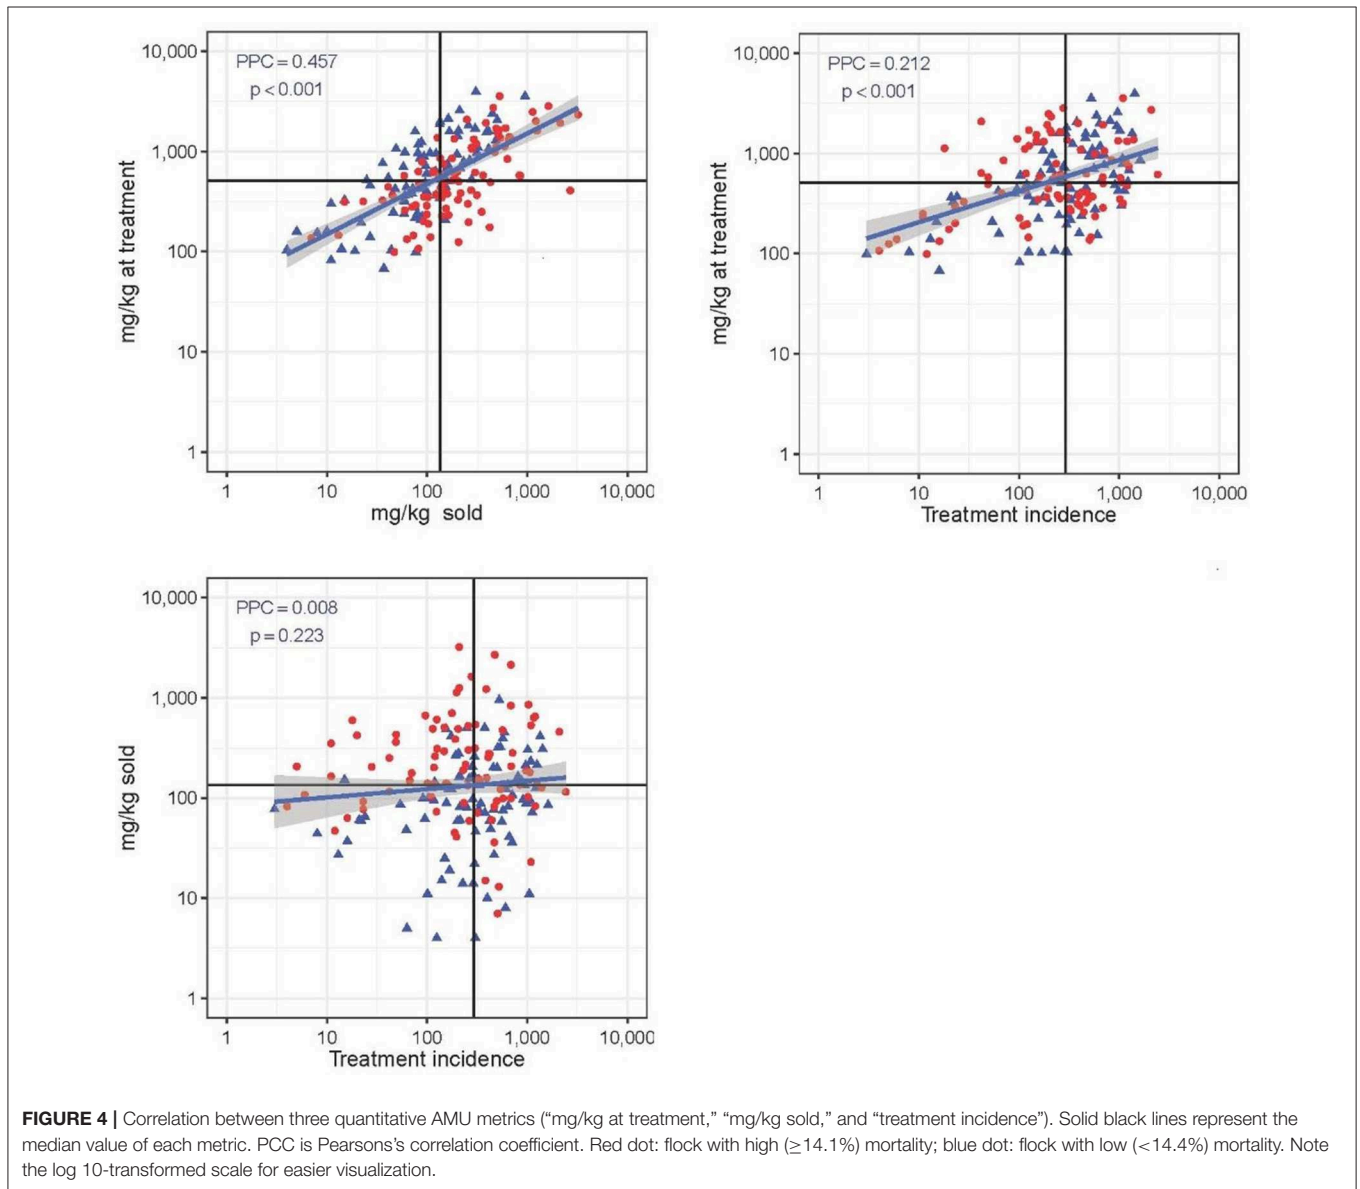 10,000
1,000
100
10
1
mg/kg at treatment
PPC = 0.457
p < 0.001
1 10 100 1,000 10,000
mg/kg sold
10,000
1,000
100
10
1
mg/kg at treatment
PPC = 0.212
p < 0.001
1 10 100 1,000 10,000
Treatment incidence
10,000
1,000
100
10
1
mg/kg sold
PPC = 0.008
p = 0.223
1 10 100 1,000 10,000
Treatment incidence
FIGURE 4 | Correlation between three quantitative AMU metrics (“mg/kg at treatment,” “mg/kg sold,” and “treatment incidence”). Solid black lines represent the
median value of each metric. PCC is Pearsons's correlation coefficient. Red dot: flock with high (≥14.1%) mortality; blue dot: flock with low (<14.4%) mortality. Note
the log 10-transformed scale for easier visualization.